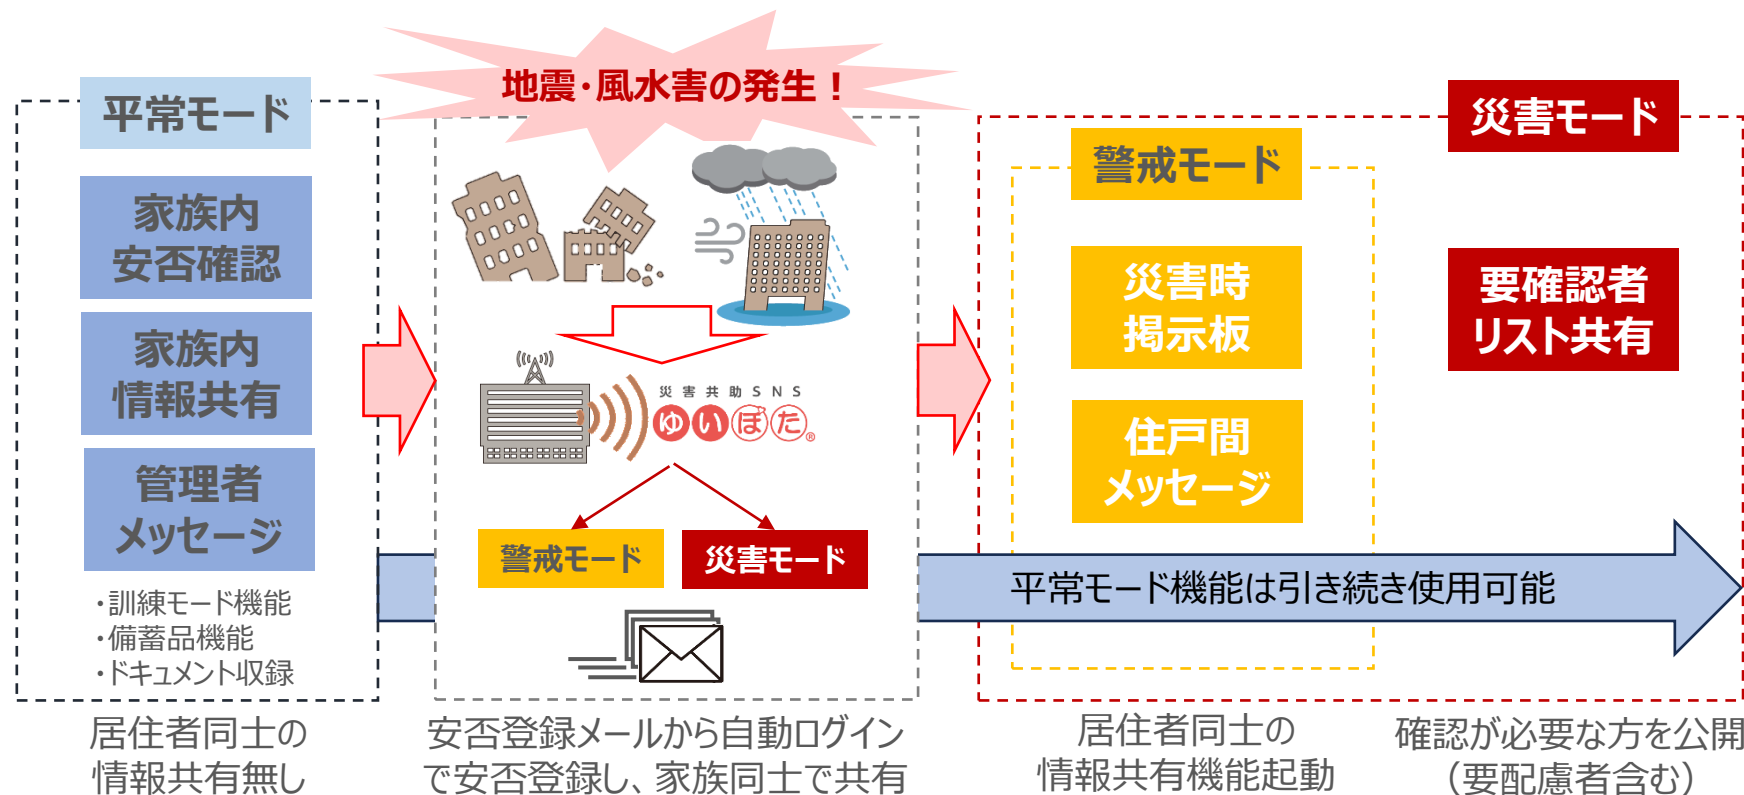 地震・風水害の発生！
平常モード
家族内
安否確認
家族内
情報共有
管理者
メッセージ
・訓練モード機能
・備蓄品機能
・ドキュメント収録
居住者同士の
情報共有無し
災害共助SNS
ゆいぽた®
警戒モード
災害モード
安否登録メールから自動ログイン
で安否登録し、家族同士で共有
災害モード
警戒モード
災害時
掲示板
住戸間
メッセージ
要確認者
リスト共有
平常モード機能は引き続き使用可能
居住者同士の
情報共有機能起動
確認が必要な方を公開
（要配慮者含む）